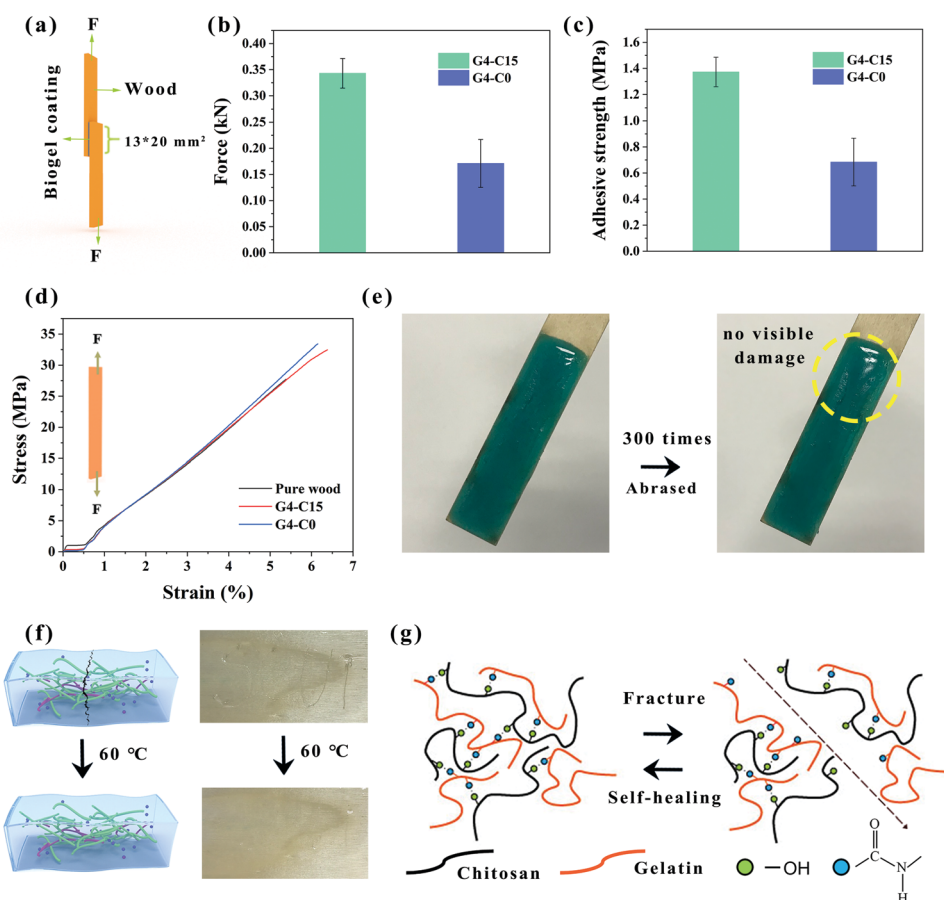 (a)
F
Wood
Biogel coating
13*20 mm²
F
(b)
Force (kN)
0.40
0.35
0.30
0.25
0.20
0.15
0.10
0.05
0.00
G4-C15
G4-C0
(c)
Adhesive strength (MPa)
1.6
1.4
1.2
1.0
0.8
0.6
0.4
0.2
0.0
G4-C15
G4-C0
(d)
Stress (MPa)
35
30
25
20
15
10
5
0
F
F
Pure wood
G4-C15
G4-C0
0 1 2 3 4 5 6 7
Strain (%)
(e)
300 times
Abrased
no visible
damage
(f)
60 ℃
60 ℃
(g)
Fracture
Self-healing
Chitosan
Gelatin
—OH
O
C
N
H